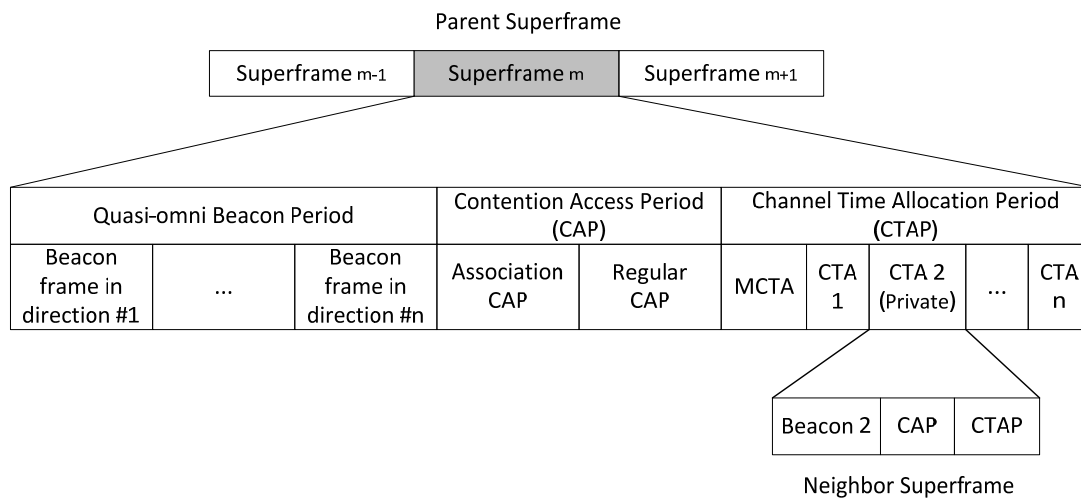 Parent Superframe
Superframe m-1
Superframe m
Superframe m+1
Quasi-omni Beacon Period
Contention Access Period
(CAP)
Channel Time Allocation Period
(CTAP)
Beacon
frame in
direction #1
...
Beacon
frame in
direction #n
Association
CAP
Regular
CAP
MCTA
CTA
1
CTA 2
(Private)
...
CTA
n
Beacon 2
CAP
CTAP
Neighbor Superframe